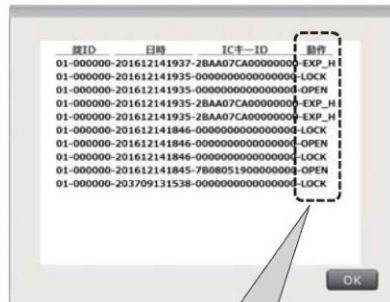 錠ID 日時 ICキーID 動作
01-000000-201612141937-2BAA07CA00000000-EXP_H
01-000000-201612141935-0000000000000000-LOCK
01-000000-201612141935-0000000000000000-OPEN
01-000000-201612141935-2BAA07CA00000000-EXP_H
01-000000-201612141935-2BAA07CA00000000-EXP_H
01-000000-201612141846-0000000000000000-LOCK
01-000000-201612141846-0000000000000000-OPEN
01-000000-201612141846-0000000000000000-LOCK
01-000000-201612141845-7B08051900000000-OPEN
01-000000-203709131538-0000000000000000-LOCK
OK